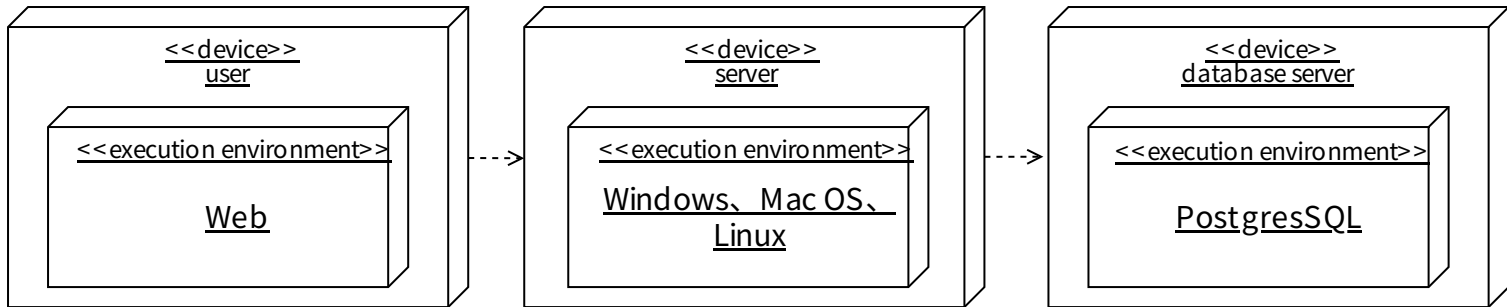 <<device>>
user
<<execution environment>>
Web
<<device>>
server
<<execution environment>>
Windows、Mac OS、
Linux
<<device>>
database server
<<execution environment>>
PostgresSQL